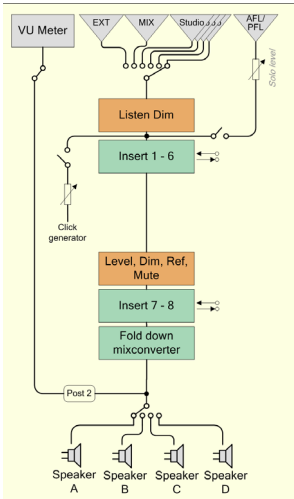 VU Meter
EXT
MIX
Studio
AFL/
PFL
Solo level
Listen Dim
Insert 1 - 6
Click
generator
Level, Dim, Ref,
Mute
Insert 7 - 8
Fold down
mixconverter
Post 2
Speaker
A
Speaker
B
Speaker
C
Speaker
D